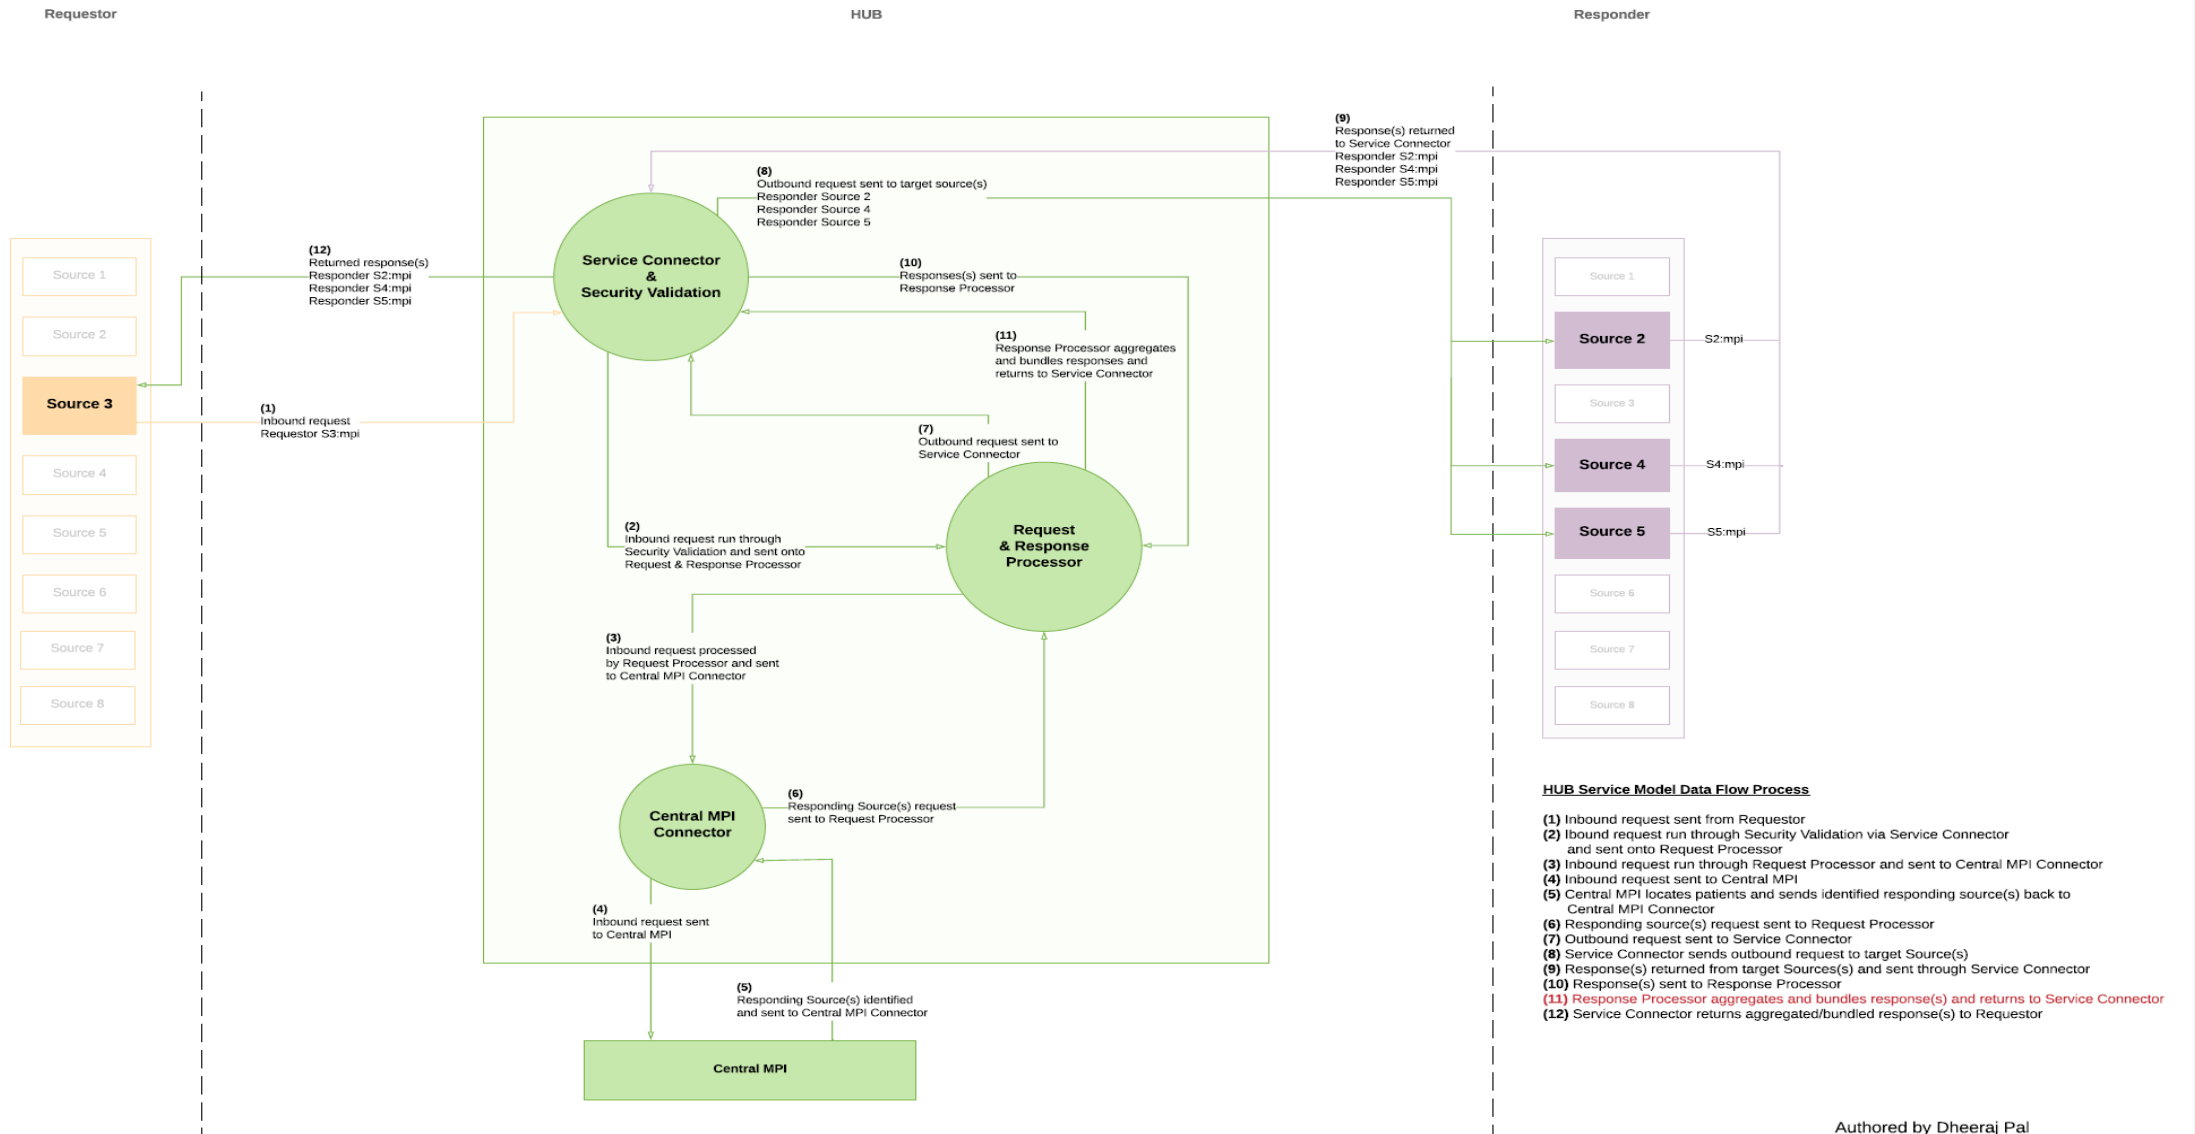 Requestor
HUB
Responder
(9)
Response(s) returned
to Service Connector
Responder S2:mpi
Responder S4:mpi
Responder S5:mpi
(8)
Outbound request sent to target source(s)
Responder Source 2
Responder Source 4
Responder Source 5
(12)
Returned response(s)
Responder S2:mpi
Responder S4:mpi
Responder S5:mpi
Service Connector
&
Security Validation
(10)
Responses(s) sent to
Response Processor
(11)
Response Processor aggregates
and bundles responses and
returns to Service Connector
Source 1
Source 2
Source 3
Source 4
Source 5
Source 6
Source 7
Source 8
(1)
Inbound request
Requestor S3:mpi
(7)
Outbound request sent to
Service Connector
(2)
Inbound request run through
Security Validation and sent onto
Request & Response Processor
Request
& Response
Processor
(3)
Inbound request processed
by Request Processor and sent
to Central MPI Connector
Central MPI
Connector
(6)
Responding Source(s) request
sent to Request Processor
(4)
Inbound request sent
to Central MPI
(5)
Responding Source(s) identified
and sent to Central MPI Connector
Central MPI
Source 1
Source 2
S2:mpi
Source 3
Source 4
S4:mpi
Source 5
S5:mpi
Source 6
Source 7
Source 8
HUB Service Model Data Flow Process
(1) Inbound request sent from Requestor
(2) Ibound request run through Security Validation via Service Connector
and sent onto Request Processor
(3) Inbound request run through Request Processor and sent to Central MPI Connector
(4) Inbound request sent to Central MPI
(5) Central MPI locates patients and sends identified responding source(s) back to
Central MPI Connector
(6) Responding source(s) request sent to Request Processor
(7) Outbound request sent to Service Connector
(8) Service Connector sends outbound request to target Source(s)
(9) Response(s) returned from target Sources(s) and sent through Service Connector
(10) Response(s) sent to Response Processor
(11) Response Processor aggregates and bundles response(s) and returns to Service Connector
(12) Service Connector returns aggregated/bundled response(s) to Requestor
Authored by Dheeraj Pal